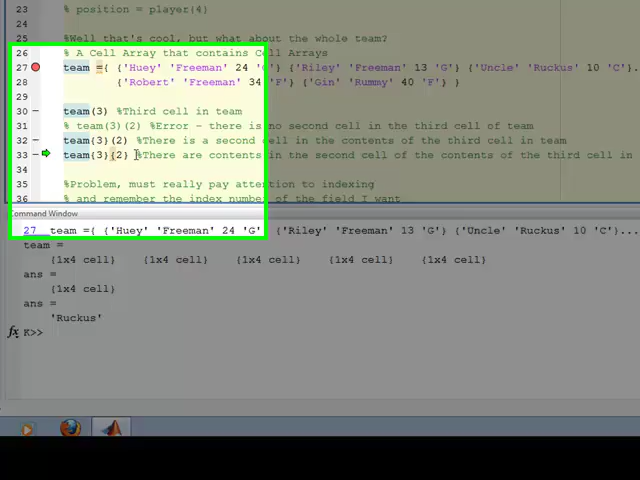 23 % position = player(4)
24
25 %Well that's cool, but what about the whole team?
26 % A Cell Array that contains Cell Arrays
27 team ={ {'Huey' 'Freeman' 24 'G'} {'Riley' 'Freeman' 13 'G'} {'Uncle' 'Ruckus' 10 'C'}...
28 {'Robert' 'Freeman' 34 'F'} {'Gin' 'Rummy' 40 'F'} }
29
30 team(3) %Third cell in team
31 % team(3)(2) %Error - there is no second cell in the third cell of team
32 team{3}(2) %There is a second cell in the contents of the third cell
33 team{3}{2} %There are contents in the second cell of the contents of the third cell in
34
35 %Problem, must really pay attention to indexing
36 % and remember the index number of the field I want
Command Window
27 team ={ {'Huey' 'Freeman' 24 'G'} {'Riley' 'Freeman' 13 'G'} {'Uncle' 'Ruckus' 10 'C'}...
team =
{1x4 cell} {1x4 cell} {1x4 cell} {1x4 cell} {1x4 cell}
ans =
{1x4 cell}
ans =
'Ruckus'
fx K>>